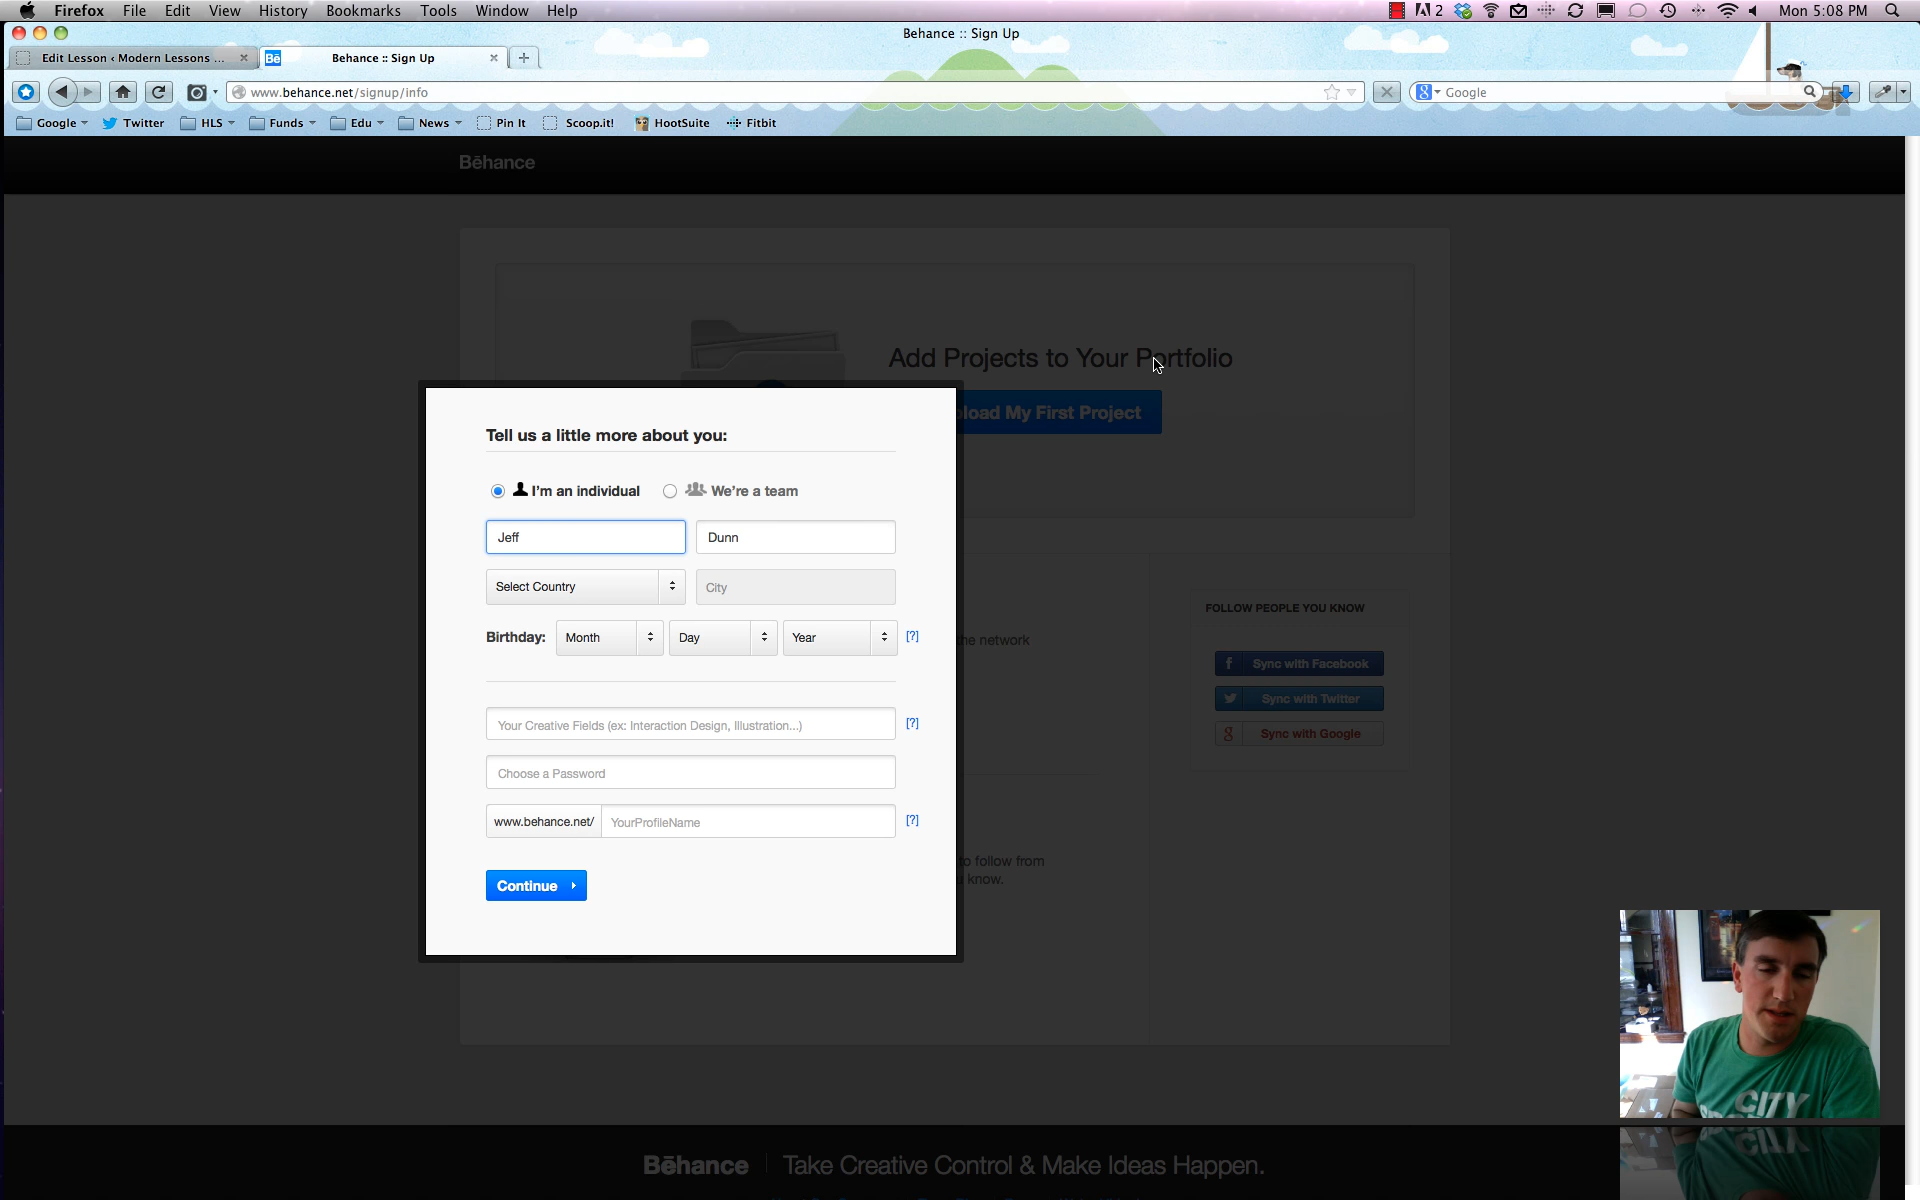 Firefox File Edit View History Bookmarks Tools Window Help 2 Mon 5:08 PM
Behance :: Sign Up
Edit Lesson ‹ Modern Lessons ... Bē Behance :: Sign Up
www.behance.net/signup/info Google
Google Twitter HLS Funds Edu News Pin It Scoop.it! HootSuite Fitbit
Bēhance
Add Projects to Your Portfolio
load My First Project
Tell us a little more about you:
I'm an individual We're a team
Jeff Dunn
Select Country City
Birthday: Month Day Year [?]
Your Creative Fields (ex: Interaction Design, Illustration...) [?]
Choose a Password
www.behance.net/ YourProfileName [?]
Continue
the network
to follow from
know.
FOLLOW PEOPLE YOU KNOW
Sync with Facebook
Sync with Twitter
Sync with Google
CITY
Bēhance Take Creative Control & Make Ideas Happen.